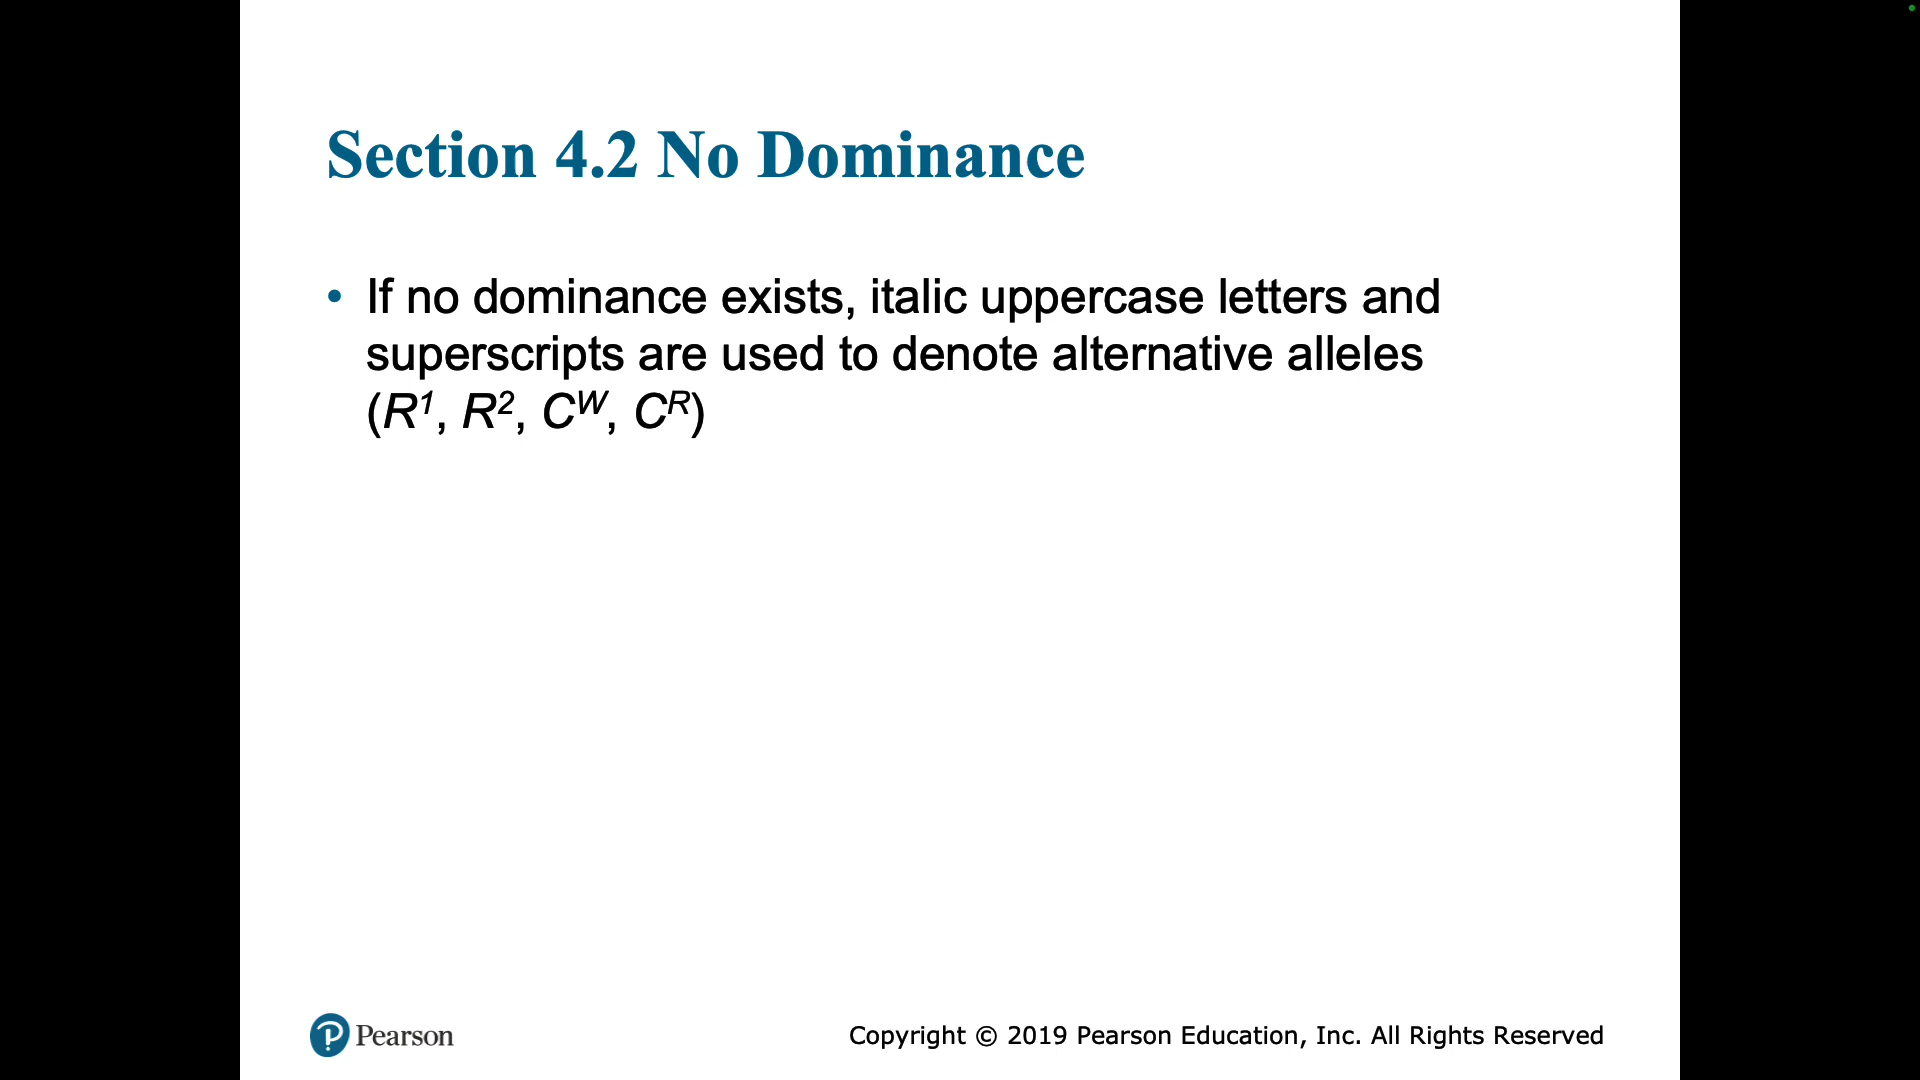 Section 4.2 No Dominance
• If no dominance exists, italic uppercase letters and
superscripts are used to denote alternative alleles
(R¹, R², Cᵂ, Cᴿ)
Pearson
Copyright © 2019 Pearson Education, Inc. All Rights Reserved